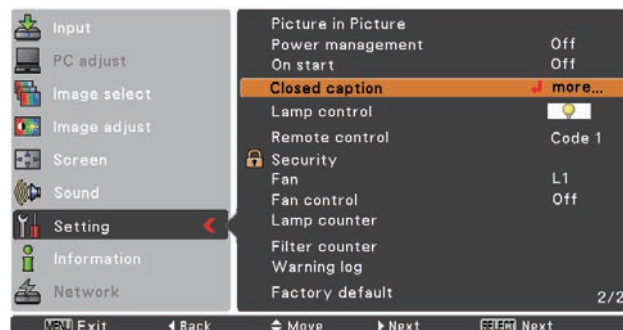 Input
PC adjust
Image select
Image adjust
Screen
Sound
Setting
Information
Network
Picture in Picture
Power management Off
On start Off
Closed caption more...
Lamp control
Remote control Code 1
Security
Fan L1
Fan control Off
Lamp counter
Filter counter
Warning log
Factory default 2/2
MENU Exit Back Move Next SELECT Next